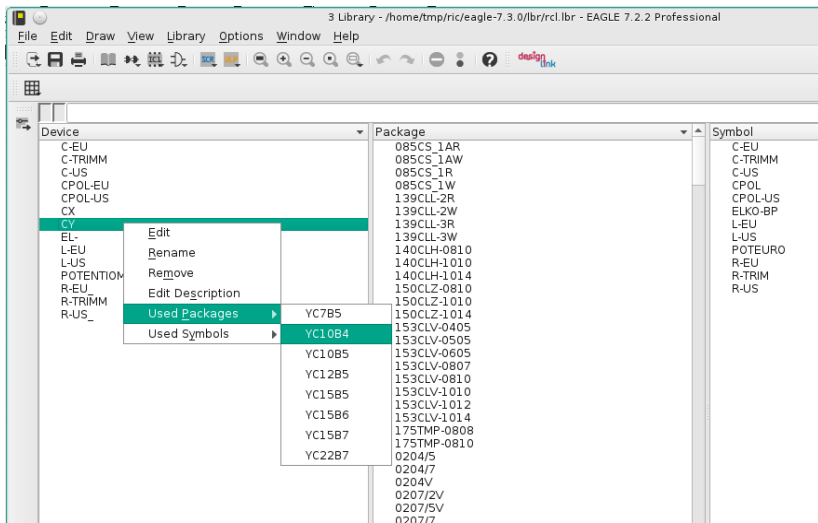 3 Library - /home/tmp/ric/eagle-7.3.0/lbr/rcl.lbr - EAGLE 7.2.2 Professional
File Edit Draw View Library Options Window Help
SCR
design link
Device
C-EU
C-TRIMM
C-US
CPOL-EU
CPOL-US
CX
CY
EL-
L-EU
L-US
POTENTIOM
R-EU_
R-TRIMM
R-US_
Edit
Rename
Remove
Edit Description
Used Packages
Used Symbols
YC7B5
YC10B4
YC10B5
YC12B5
YC15B5
YC15B6
YC15B7
YC22B7
Package
085CS_1AR
085CS_1AW
085CS_1R
085CS_1W
139CLL-2R
139CLL-2W
139CLL-3R
139CLL-3W
140CLH-0810
140CLH-1014
150CLZ-0810
150CLZ-1010
150CLZ-1014
153CLV-0405
153CLV-0505
153CLV-0605
153CLV-0807
153CLV-0810
153CLV-1010
153CLV-1012
153CLV-1014
175TMP-0808
175TMP-0810
0204/5
0204/7
0204V
0207/2V
0207/5V
0207/7
Symbol
C-EU
C-TRIMM
C-US
CPOL
CPOL-US
ELKO-BP
L-EU
L-US
POTEURO
R-EU
R-TRIM
R-US